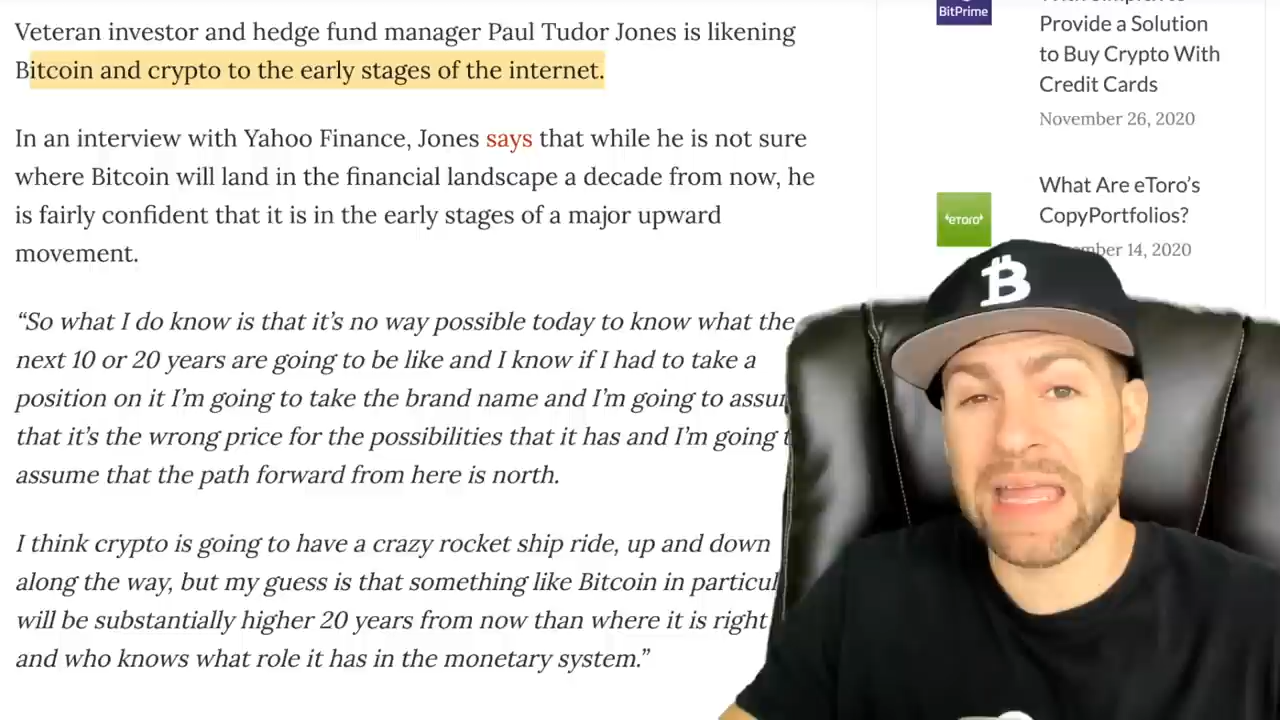 Veteran investor and hedge fund manager Paul Tudor Jones is likening
Bitcoin and crypto to the early stages of the internet.
In an interview with Yahoo Finance, Jones says that while he is not sure
where Bitcoin will land in the financial landscape a decade from now, he
is fairly confident that it is in the early stages of a major upward
movement.
“So what I do know is that it’s no way possible today to know what the
next 10 or 20 years are going to be like and I know if I had to take a
position on it I’m going to take the brand name and I’m going to
that it’s the wrong price for the possibilities that it has and I’m going
assume that the path forward from here is north.
I think crypto is going to have a crazy rocket ship ride, up and down
along the way, but my guess is that something like Bitcoin in
will be substantially higher 20 years from now than where it is right
and who knows what role it has in the monetary system.”
BitPrime
Provide a Solution
to Buy Crypto With
Credit Cards
November 26, 2020
eToro
What Are eToro’s
CopyPortfolios?
14, 2020
B